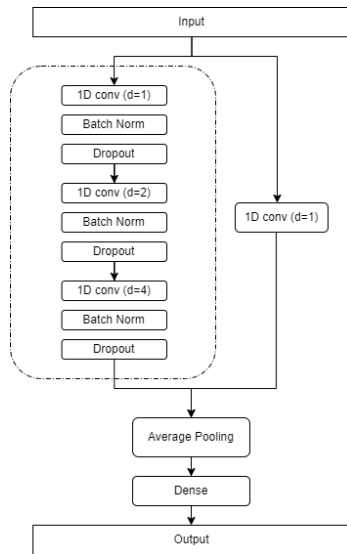 Input
1D conv (d=1)
Batch Norm
Dropout
1D conv (d=2)
Batch Norm
Dropout
1D conv (d=4)
Batch Norm
Dropout
1D conv (d=1)
Average Pooling
Dense
Output